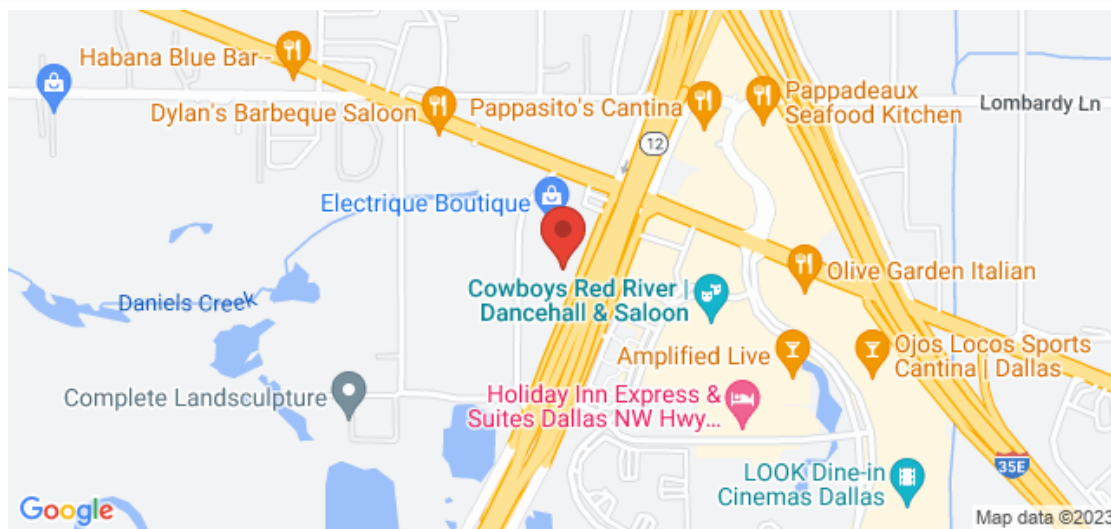 Habana Blue Bar
Dylan's Barbeque Saloon
Pappasito's Cantina
Pappadeaux
Seafood Kitchen
Lombardy Ln
12
Electrique Boutique
Cowboys Red River |
Dancehall & Saloon
Olive Garden Italian
Daniels Creek
Amplified Live
Ojos Locos Sports
Cantina | Dallas
Complete Landsculpture
Holiday Inn Express &
Suites Dallas NW Hwy...
LOOK Dine-in
Cinemas Dallas
35E
Google
Map data ©2023